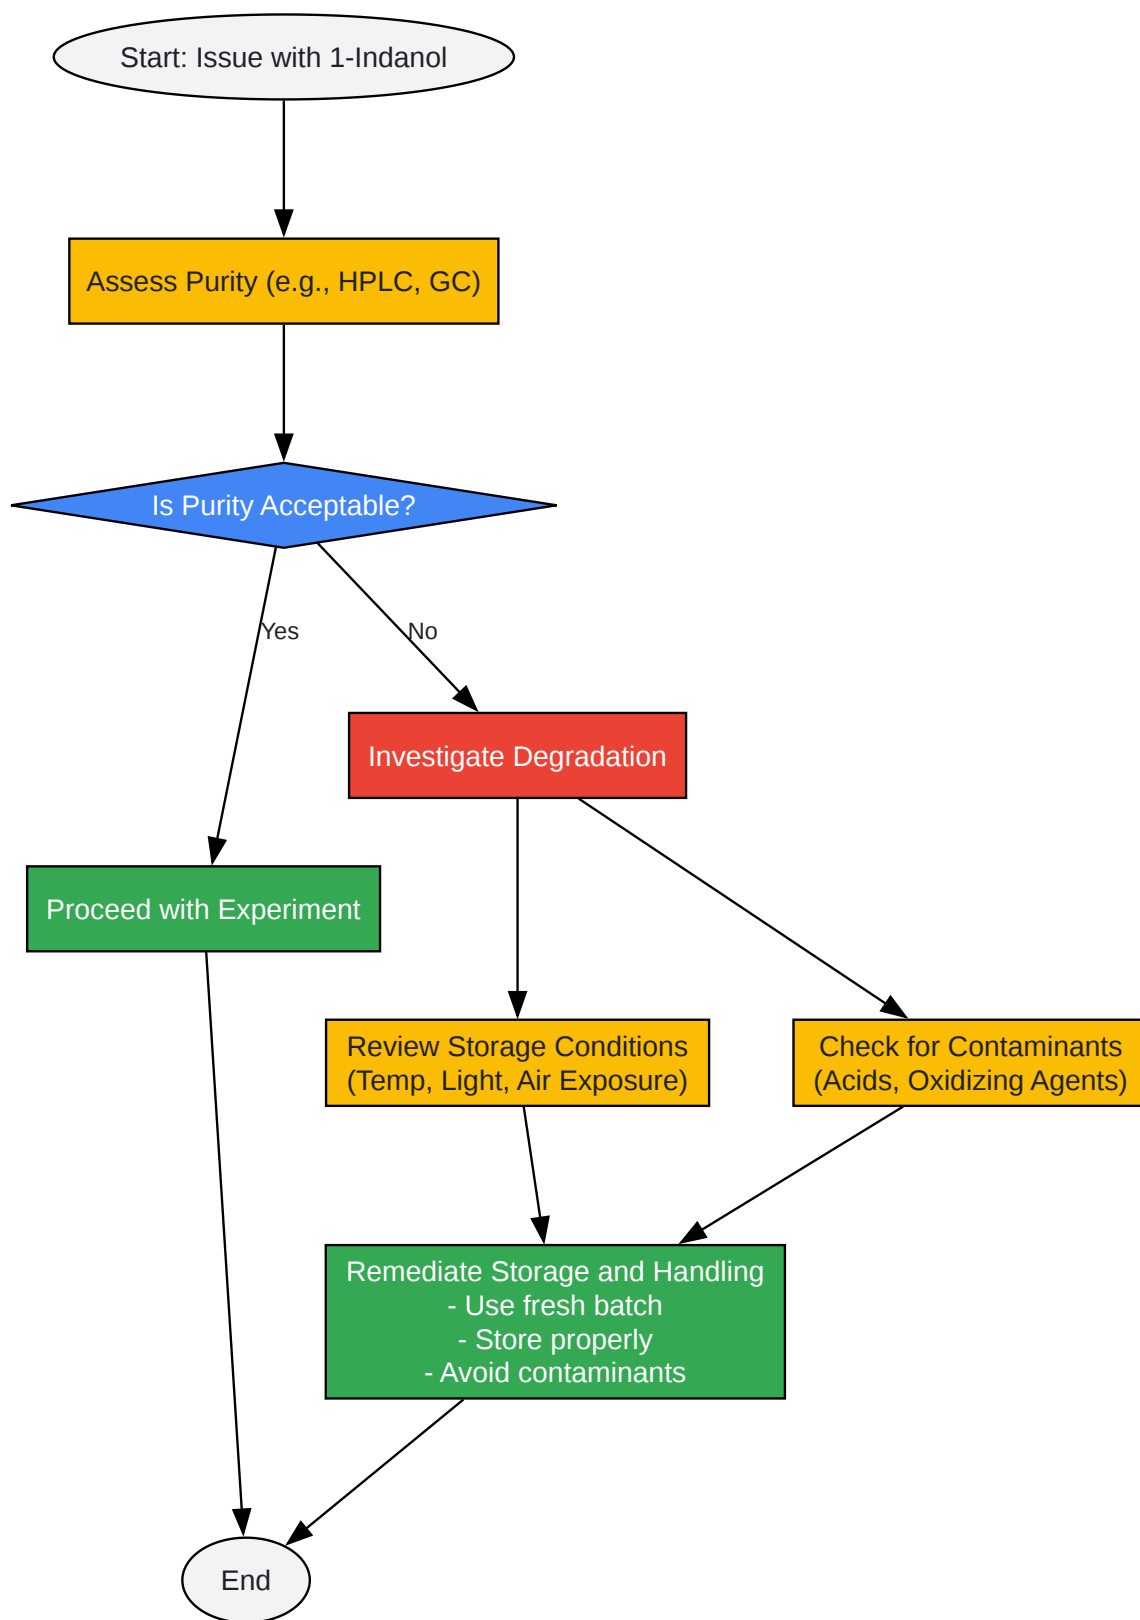 Start: Issue with 1-Indanol
Assess Purity (e.g., HPLC, GC)
Is Purity Acceptable?
Yes
No
Investigate Degradation
Proceed with Experiment
Review Storage Conditions
(Temp, Light, Air Exposure)
Check for Contaminants
(Acids, Oxidizing Agents)
Remediate Storage and Handling
- Use fresh batch
- Store properly
- Avoid contaminants
End